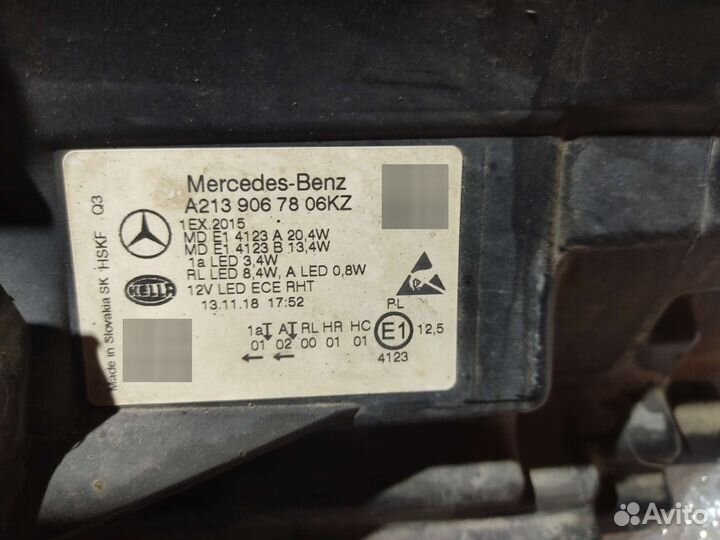 Mercedes-Benz
A213 906 78 06KZ
1EX.2015
MD E1 4123 A 20,4W
MD E1 4123 B 13,4W
1a LED 3,4W
RL LED 8,4W, A LED 0,8W
12V LED ECE RHT
13.11.18 17:52
HELLA
Made in Slovakia SK HSKF Q3
PL
1a A RL HR HC
01 02 00 01 01
E1
12,5
4123
Avito